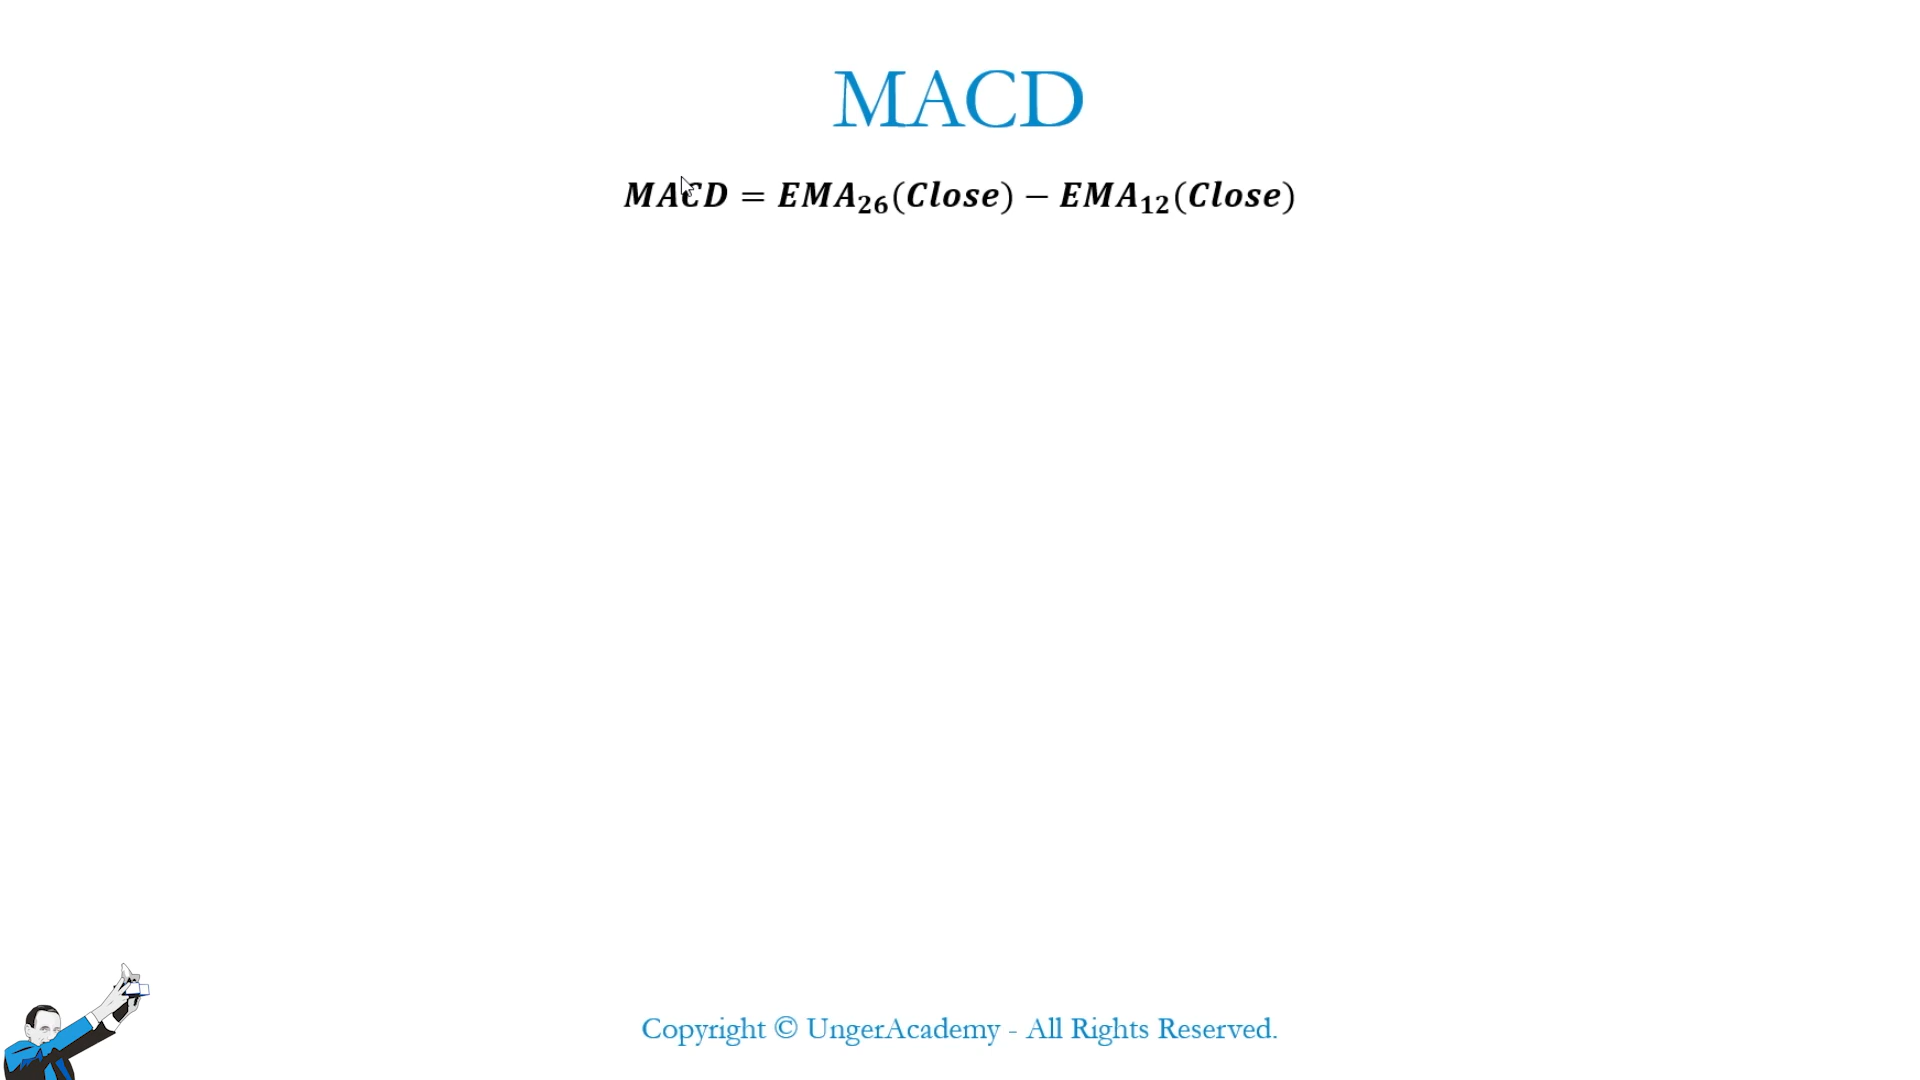 MACD
MACD = EMA₂₆(Close) − EMA₁₂(Close)
Copyright © UngerAcademy - All Rights Reserved.